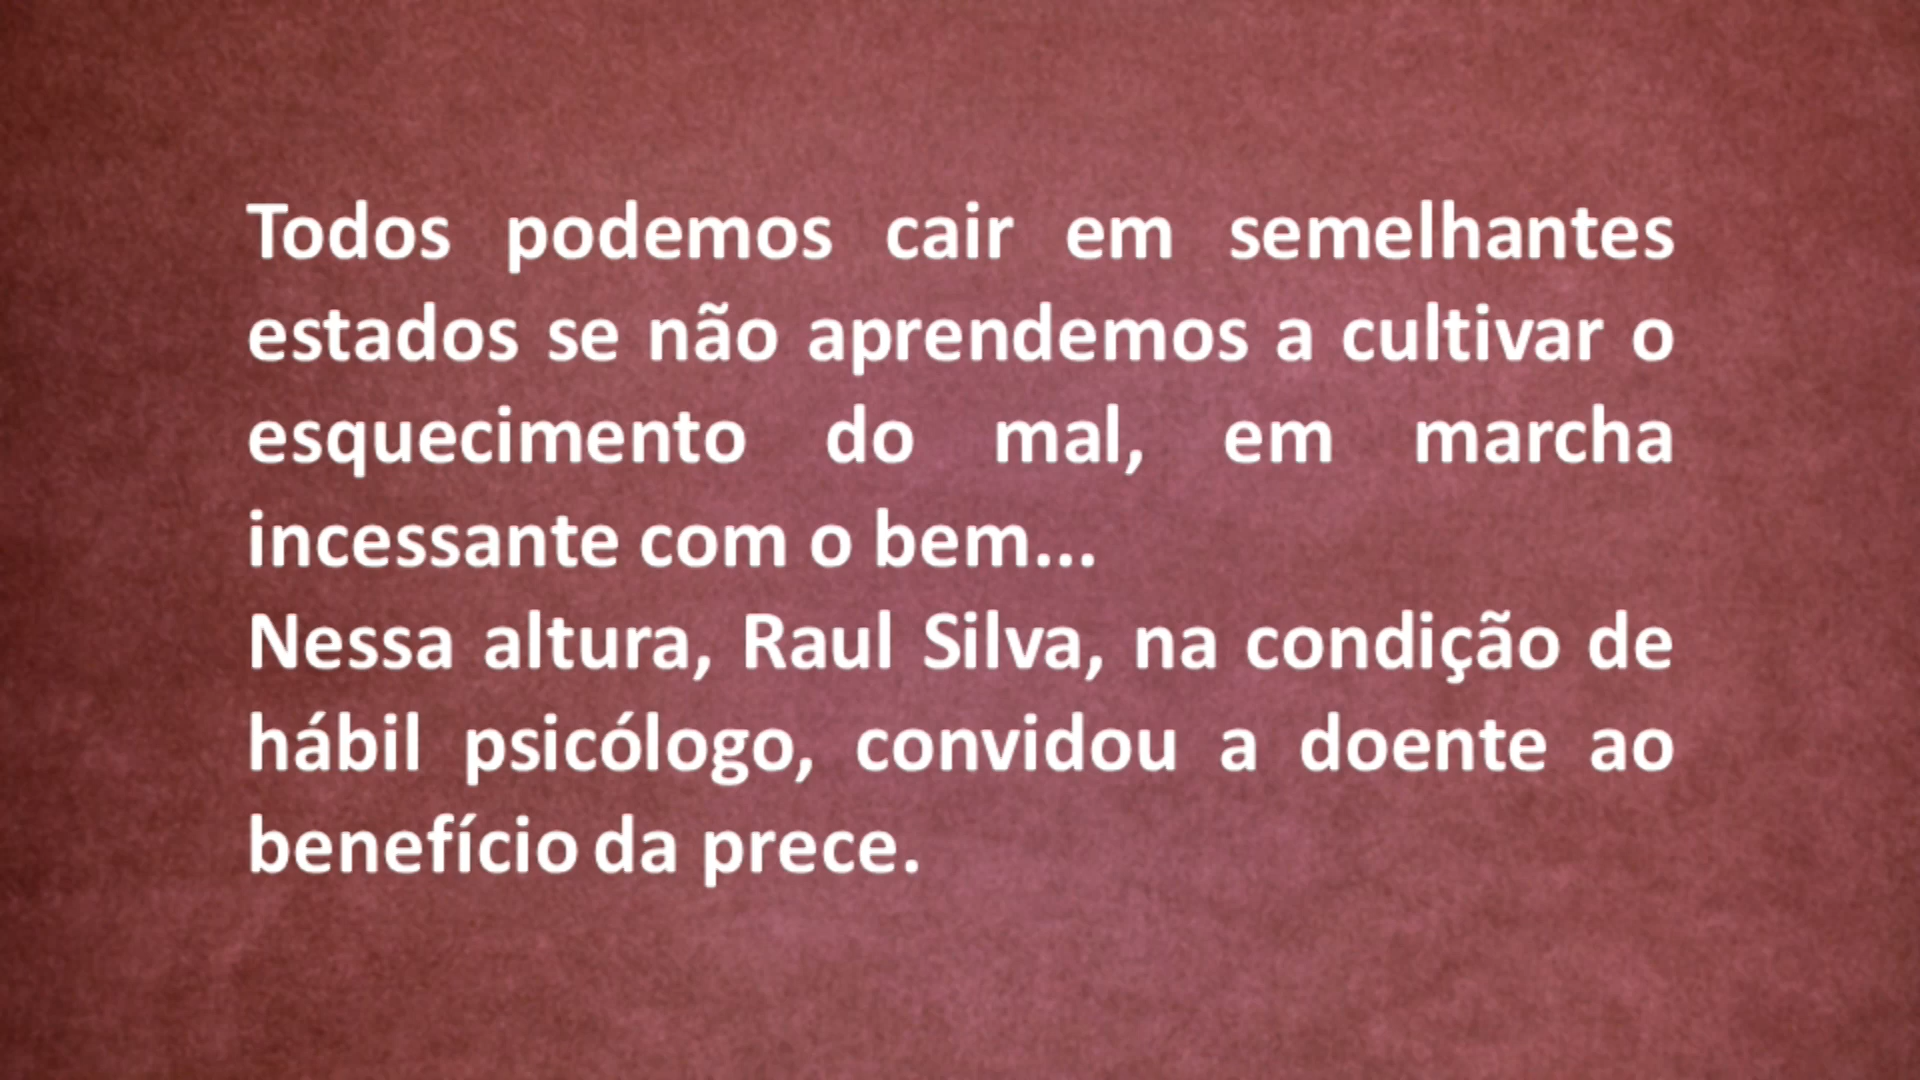 Todos podemos cair em semelhantes
estados se não aprendemos a cultivar o
esquecimento do mal, em marcha
incessante com o bem...
Nessa altura, Raul Silva, na condição de
hábil psicólogo, convidou a doente ao
benefício da prece.